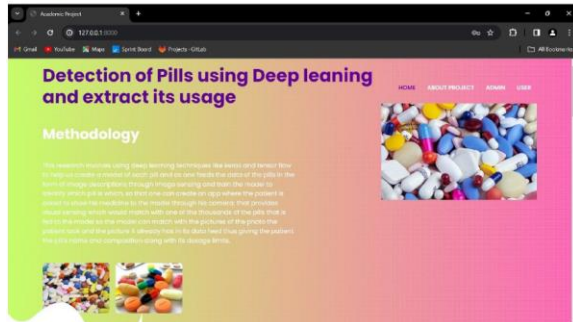 Academic Project
127.0.0.1:8000
Gmail YouTube Maps Sprint Board Projects · GitLab All Bookmarks
Detection of Pills using Deep leaning
and extract its usage
HOME ABOUT PROJECT ADMIN USER
Methodology
This research involves using deep learning techniques like keras and tensor flow
to help us create a model of each pill and so one feeds the data of the pills in the
form of image descriptions through image sensing and train the model to
identify which pill is which, so that one can create an app where the patient is
asked to show his medicine to the model through his camera, that provides
visual sensing which would match with one of the thousands of the pills that is
fed to the model so the model can match with the pictures of the photo the
patient took and the picture it already has in its data feed thus giving the patient
the pills name and composition along with its dosage limits.